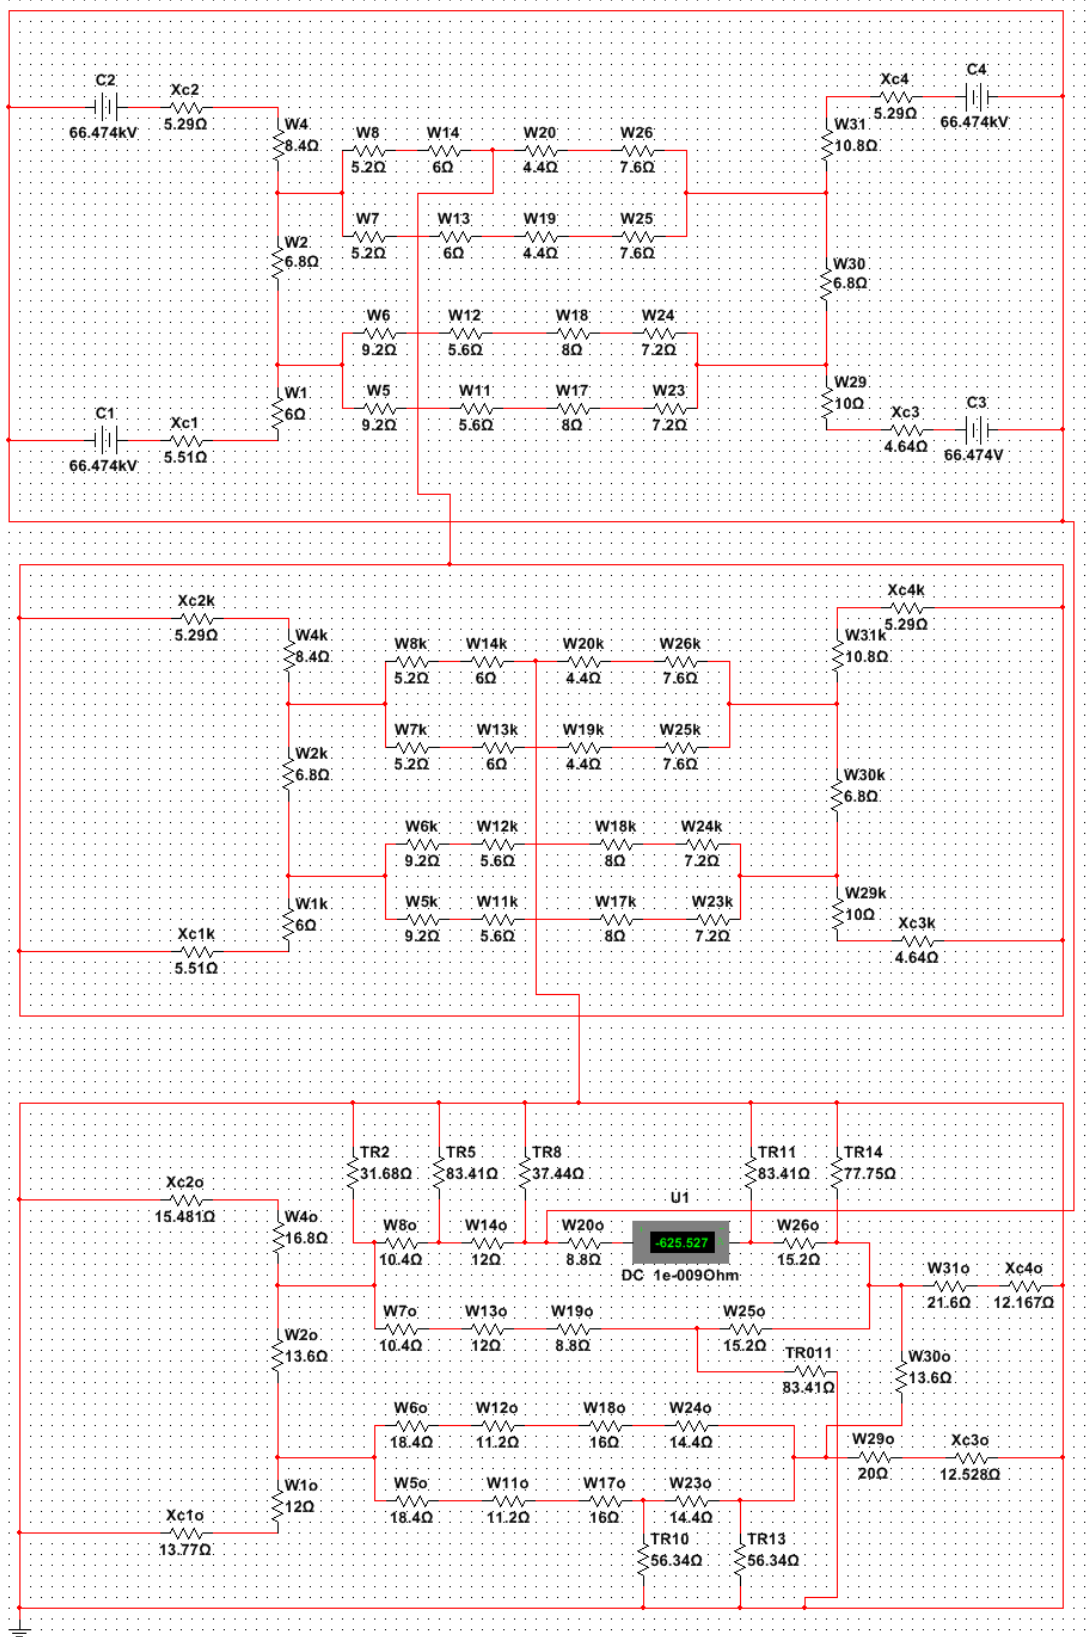 C2
Xc2
66.474kV
5.29Ω
W4
8.4Ω
W8
W14
W20
W26
5.2Ω
6Ω
4.4Ω
7.6Ω
Xc4
C4
5.29Ω
66.474kV
W31
10.8Ω
W7
W13
W19
W25
5.2Ω
6Ω
4.4Ω
7.6Ω
W2
6.8Ω
W30
6.8Ω
W6
W12
W18
W24
9.2Ω
5.6Ω
8Ω
7.2Ω
W5
W11
W17
W23
9.2Ω
5.6Ω
8Ω
7.2Ω
W1
6Ω
W29
10Ω
C1
Xc1
66.474kV
5.51Ω
Xc3
C3
4.64Ω
66.474V
Xc2k
5.29Ω
Xc4k
5.29Ω
W4k
8.4Ω
W8k
W14k
W20k
W26k
5.2Ω
6Ω
4.4Ω
7.6Ω
W31k
10.8Ω
W7k
W13k
W19k
W25k
5.2Ω
6Ω
4.4Ω
7.6Ω
W2k
6.8Ω
W30k
6.8Ω
W6k
W12k
W18k
W24k
9.2Ω
5.6Ω
8Ω
7.2Ω
W5k
W11k
W17k
W23k
9.2Ω
5.6Ω
8Ω
7.2Ω
W1k
6Ω
W29k
10Ω
Xc1k
5.51Ω
Xc3k
4.64Ω
TR2
31.68Ω
TR5
83.41Ω
TR8
37.44Ω
TR11
83.41Ω
TR14
77.75Ω
Xc2o
15.481Ω
U1
-625.527
DC 1e-009Ohm
W4o
16.8Ω
W8o
W14o
W20o
W26o
10.4Ω
12Ω
8.8Ω
15.2Ω
W31o
Xc4o
21.6Ω
12.167Ω
W7o
W13o
W19o
W25o
10.4Ω
12Ω
8.8Ω
15.2Ω
W2o
13.6Ω
TR011
83.41Ω
W30o
13.6Ω
W6o
W12o
W18o
W24o
18.4Ω
11.2Ω
16Ω
14.4Ω
W29o
Xc3o
20Ω
12.528Ω
W5o
W11o
W17o
W23o
18.4Ω
11.2Ω
16Ω
14.4Ω
W1o
12Ω
Xc1o
13.77Ω
TR10
56.34Ω
TR13
56.34Ω